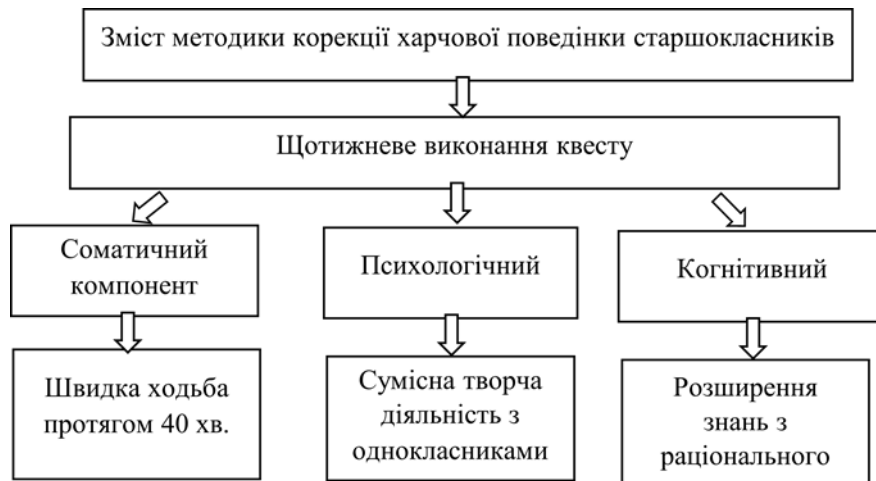 Зміст методики корекції харчової поведінки старшокласників
Щотижневе виконання квесту
Соматичний
компонент
Психологічний
Когнітивний
Швидка ходьба
протягом 40 хв.
Сумісна творча
діяльність з
однокласниками
Розширення
знань з
раціонального